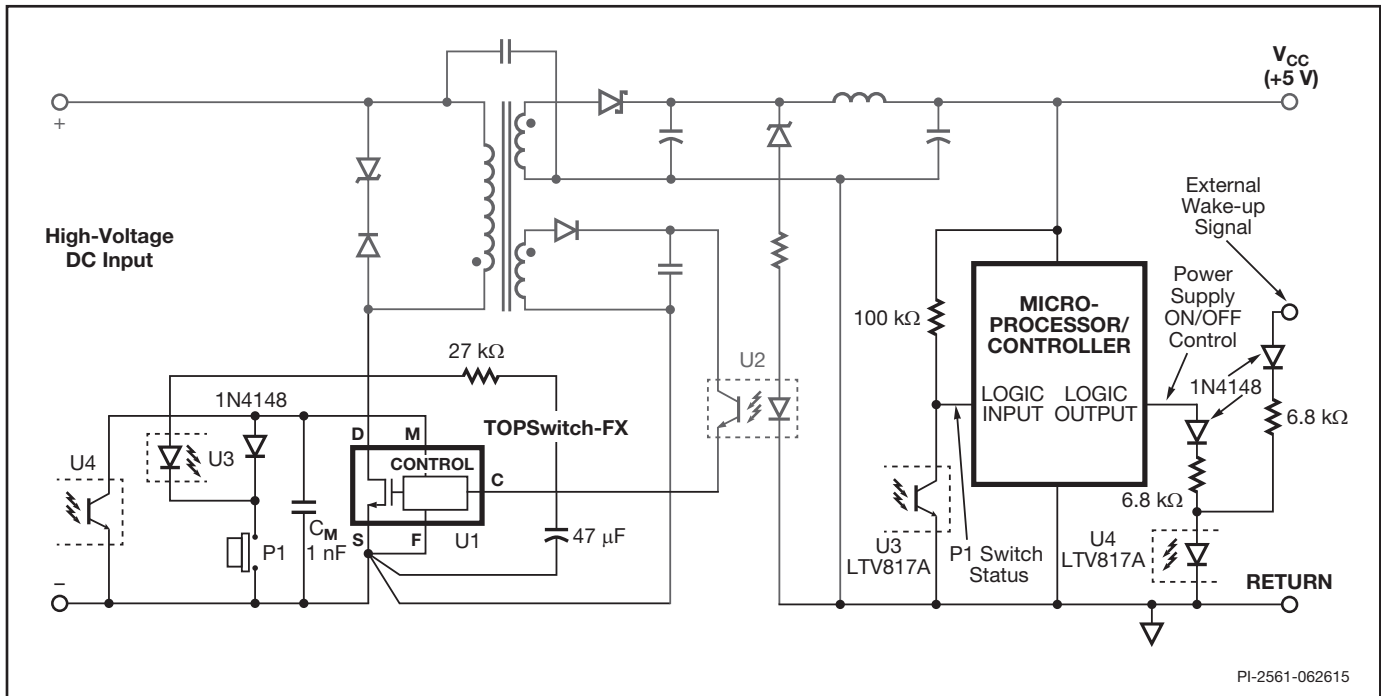 V_CC
(+5 V)
+
High-Voltage
DC Input
External
Wake-up
Signal
Power
Supply
ON/OFF
Control
MICRO-
PROCESSOR/
CONTROLLER
100 kΩ
27 kΩ
U2
1N4148
LOGIC
INPUT
LOGIC
OUTPUT
1N4148
6.8 kΩ
TOPSwitch-FX
D
M
U4
U3
CONTROL
C
6.8 kΩ
C_M
1 nF
P1
S
F
U1
47 µF
U3
LTV817A
P1 Switch
Status
U4
LTV817A
–
RETURN
PI-2561-062615